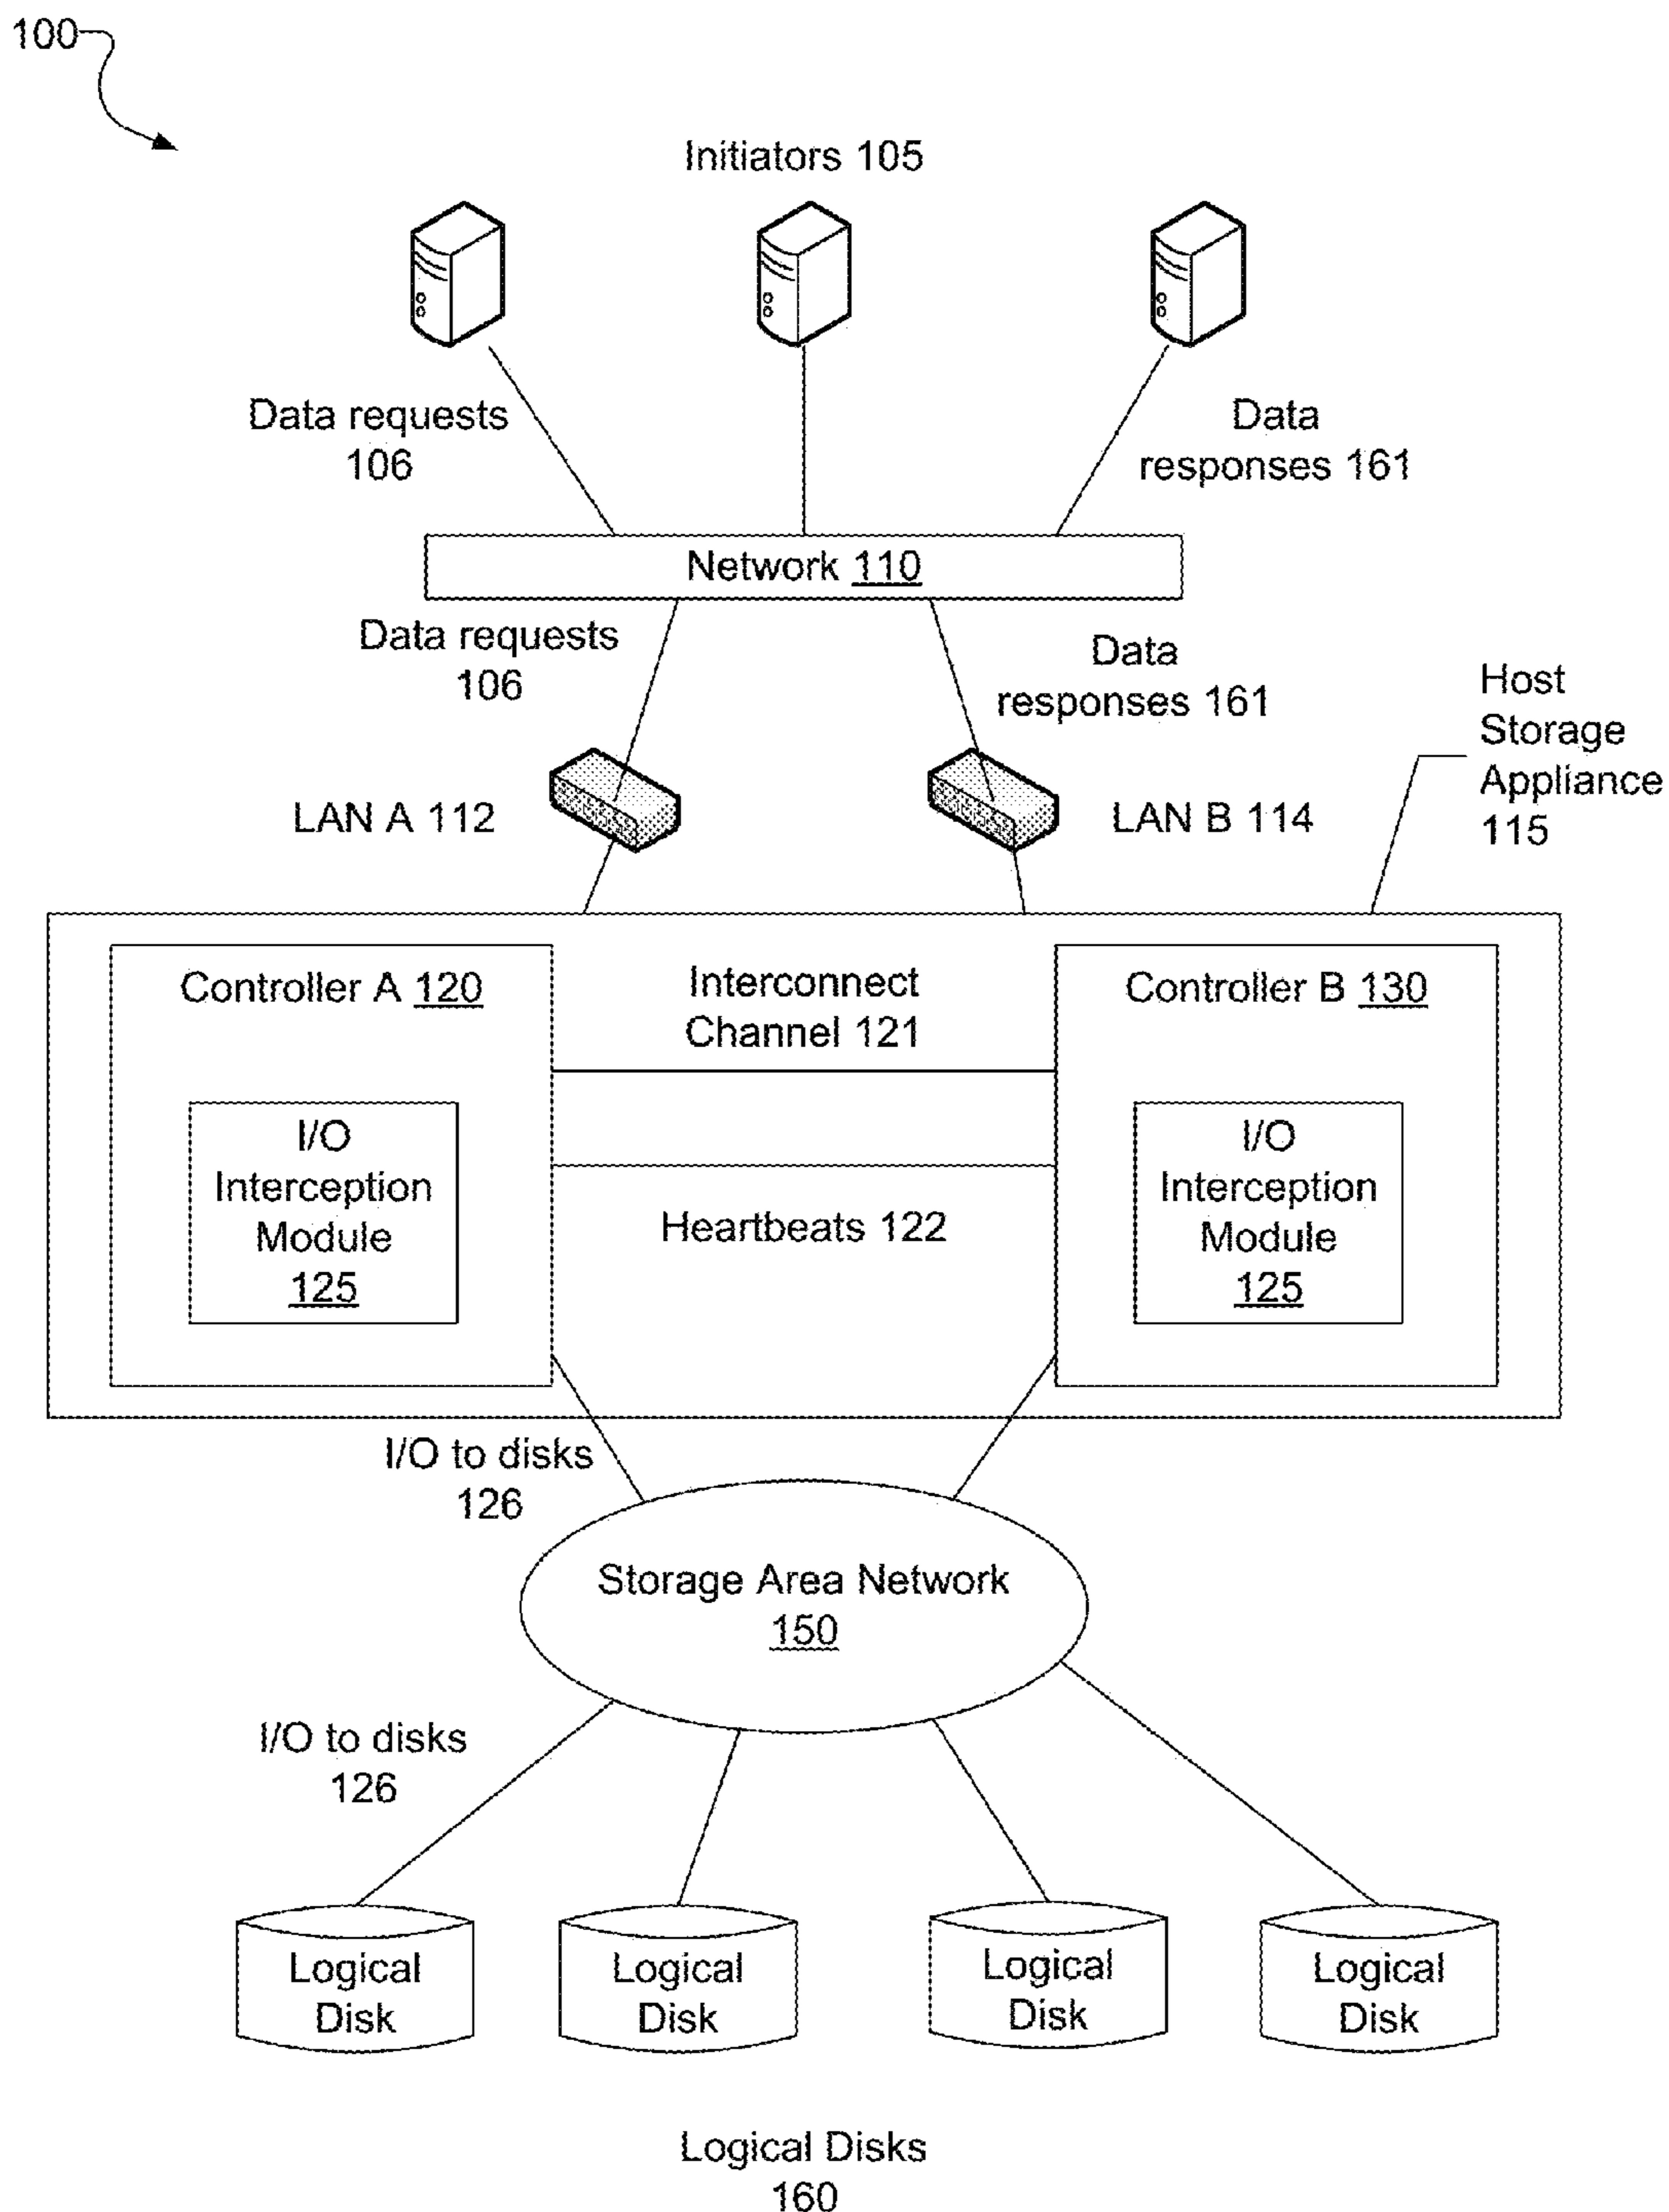 100
Initiators 105
Data requests
106
Data
responses 161
Network 110
Data requests
106
Data
responses 161
Host
Storage
Appliance
115
LAN A 112
LAN B 114
Controller A 120
Interconnect
Channel 121
Controller B 130
I/O
Interception
Module
125
Heartbeats 122
I/O
Interception
Module
125
I/O to disks
126
Storage Area Network
150
I/O to disks
126
Logical
Disk
Logical
Disk
Logical
Disk
Logical
Disk
Logical Disks
160